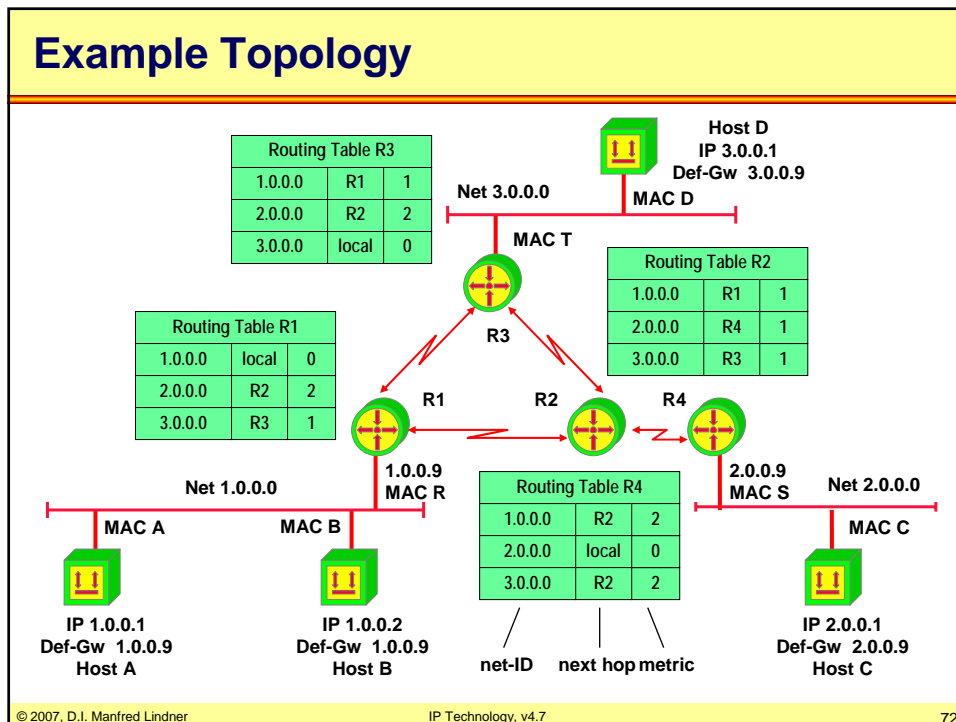 Example Topology
Host D
IP 3.0.0.1
Def-Gw 3.0.0.9
MAC D
Routing Table R3
1.0.0.0 R1 1
2.0.0.0 R2 2
3.0.0.0 local 0
Net 3.0.0.0
MAC T
R3
Routing Table R2
1.0.0.0 R1 1
2.0.0.0 R4 1
3.0.0.0 R3 1
Routing Table R1
1.0.0.0 local 0
2.0.0.0 R2 2
3.0.0.0 R3 1
R1
R2
R4
1.0.0.9
MAC R
Net 1.0.0.0
MAC A
MAC B
2.0.0.9
MAC S
Net 2.0.0.0
MAC C
Routing Table R4
1.0.0.0 R2 2
2.0.0.0 local 0
3.0.0.0 R2 2
net-ID next hop metric
IP 1.0.0.1
Def-Gw 1.0.0.9
Host A
IP 1.0.0.2
Def-Gw 1.0.0.9
Host B
IP 2.0.0.1
Def-Gw 2.0.0.9
Host C
© 2007, D.I. Manfred Lindner
IP Technology, v4.7
72